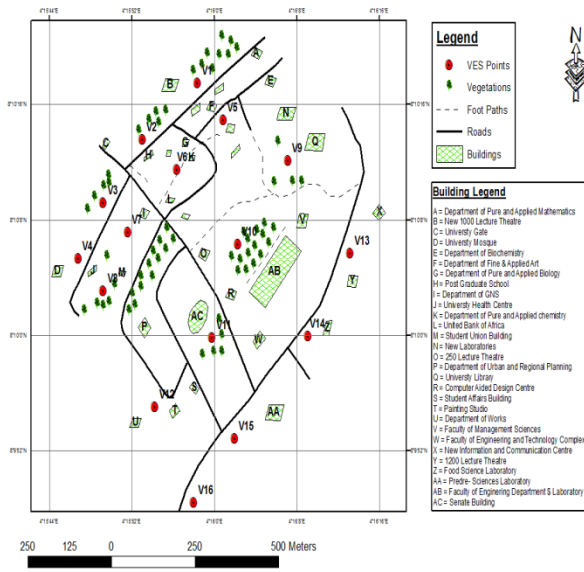 Legend
VES Points
Vegetations
Foot Paths
Roads
Buildings
N
Building Legend
A = Department of Pure and Applied Mathematics
B = New 1000 Lecture Theatre
C = University Gate
D = University Mosque
E = Department of Biochemistry
F = Department of Fine & Applied Art
G = Department of Pure and Applied Biology
H = Post Graduate School
I = Department of GNS
J = University Health Centre
K = Department of Pure and Applied chemistry
L = United Bank of Africa
M = Student Union Building
N = New Laboratories
O = 250 Lecture Theatre
P = Department of Urban and Regional Planning
Q = University Library
R = Computer Aided Design Centre
S = Student Affairs Building
T = Painting Studio
U = Department of Works
V = Faculty of Management Sciences
W = Faculty of Engineering and Technology Complex
X = New Information and Communication Centre
Y = 1200 Lecture Theatre
Z = Food Science Laboratory
AA = Predre- Sciences Laboratory
AB = Faculty of Enginering Department $ Laboratory
AC = Senate Building
A
V1
B
E
F
V5
N
V2
C
G
Q
H
V6
K
V9
V3
I
V
X
V7
V10
V13
V4
O
D
M
AB
V8
R
Y
AC
P
V11
V14
Z
W
S
V12
T
U
AA
V15
V16
250 125 0 250 500 Meters